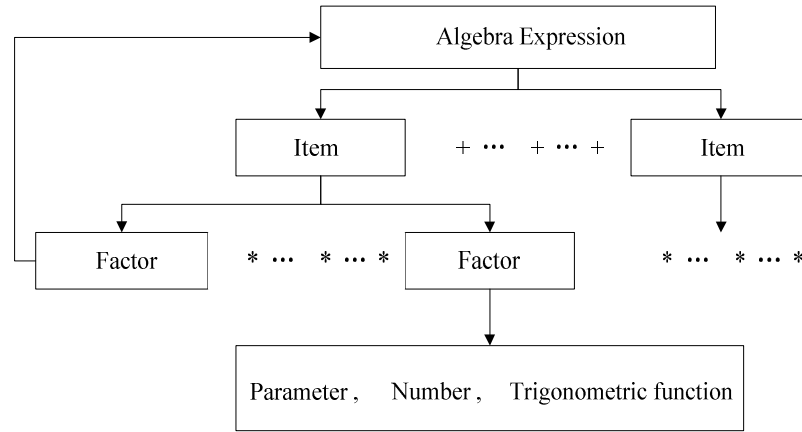 Algebra Expression
Item + ··· + ··· + Item
Factor * ··· * ··· * Factor * ··· * ··· *
Parameter , Number , Trigonometric function